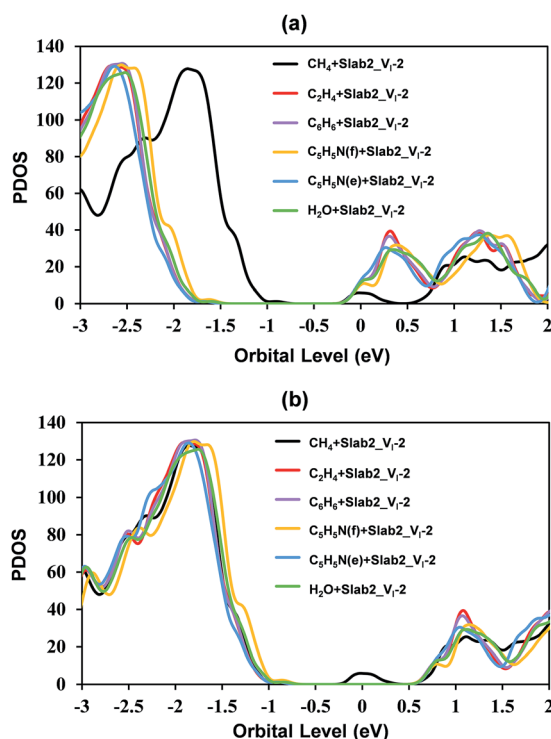 (a)
PDOS
140
120
100
80
60
40
20
0
CH₄+Slab2_Vᵢ-2
C₂H₄+Slab2_Vᵢ-2
C₆H₆+Slab2_Vᵢ-2
C₅H₅N(f)+Slab2_Vᵢ-2
C₅H₅N(e)+Slab2_Vᵢ-2
H₂O+Slab2_Vᵢ-2
-3 -2.5 -2 -1.5 -1 -0.5 0 0.5 1 1.5 2
Orbital Level (eV)
(b)
PDOS
140
120
100
80
60
40
20
0
CH₄+Slab2_Vᵢ-2
C₂H₄+Slab2_Vᵢ-2
C₆H₆+Slab2_Vᵢ-2
C₅H₅N(f)+Slab2_Vᵢ-2
C₅H₅N(e)+Slab2_Vᵢ-2
H₂O+Slab2_Vᵢ-2
-3 -2.5 -2 -1.5 -1 -0.5 0 0.5 1 1.5 2
Orbital Level (eV)